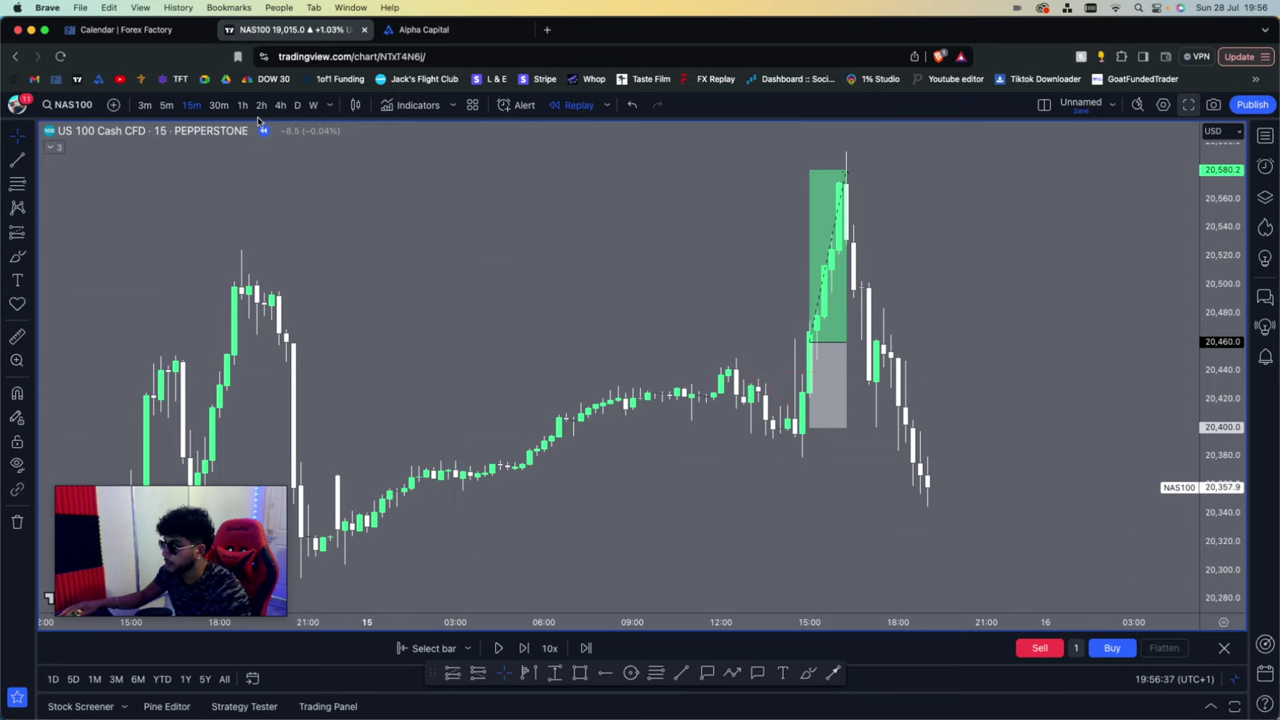 Brave File Edit View History Bookmarks People Tab Window Help Sun 28 Jul 19:56
Calendar | Forex Factory NAS100 19,015.0 ▲ +1.03% U Alpha Capital
tradingview.com/chart/NTxT4N6j/ VPN Update
TFT DOW 30 1of1 Funding Jack's Flight Club L & E Stripe Whop Taste Film FX Replay Dashboard :: Soci... 1% Studio Youtube editor Tiktok Downloader GoatFundedTrader
11 NAS100 3m 5m 15m 30m 1h 2h 4h D W Indicators Alert Replay Unnamed Save Publish
US 100 Cash CFD · 15 · PEPPERSTONE −8.5 (−0.04%) USD
3
20,580.2
20,560.0
20,540.0
20,520.0
20,500.0
20,480.0
20,460.0
20,440.0
20,420.0
20,400.0
20,380.0
NAS100 20,357.9
20,340.0
20,320.0
20,300.0
20,280.0
15:00 18:00 21:00 15 03:00 06:00 09:00 12:00 15:00 18:00 21:00 16 03:00
Select bar 10x Sell 1 Buy Flatten
1D 5D 1M 3M 6M YTD 1Y 5Y All 19:56:37 (UTC+1)
Stock Screener Pine Editor Strategy Tester Trading Panel